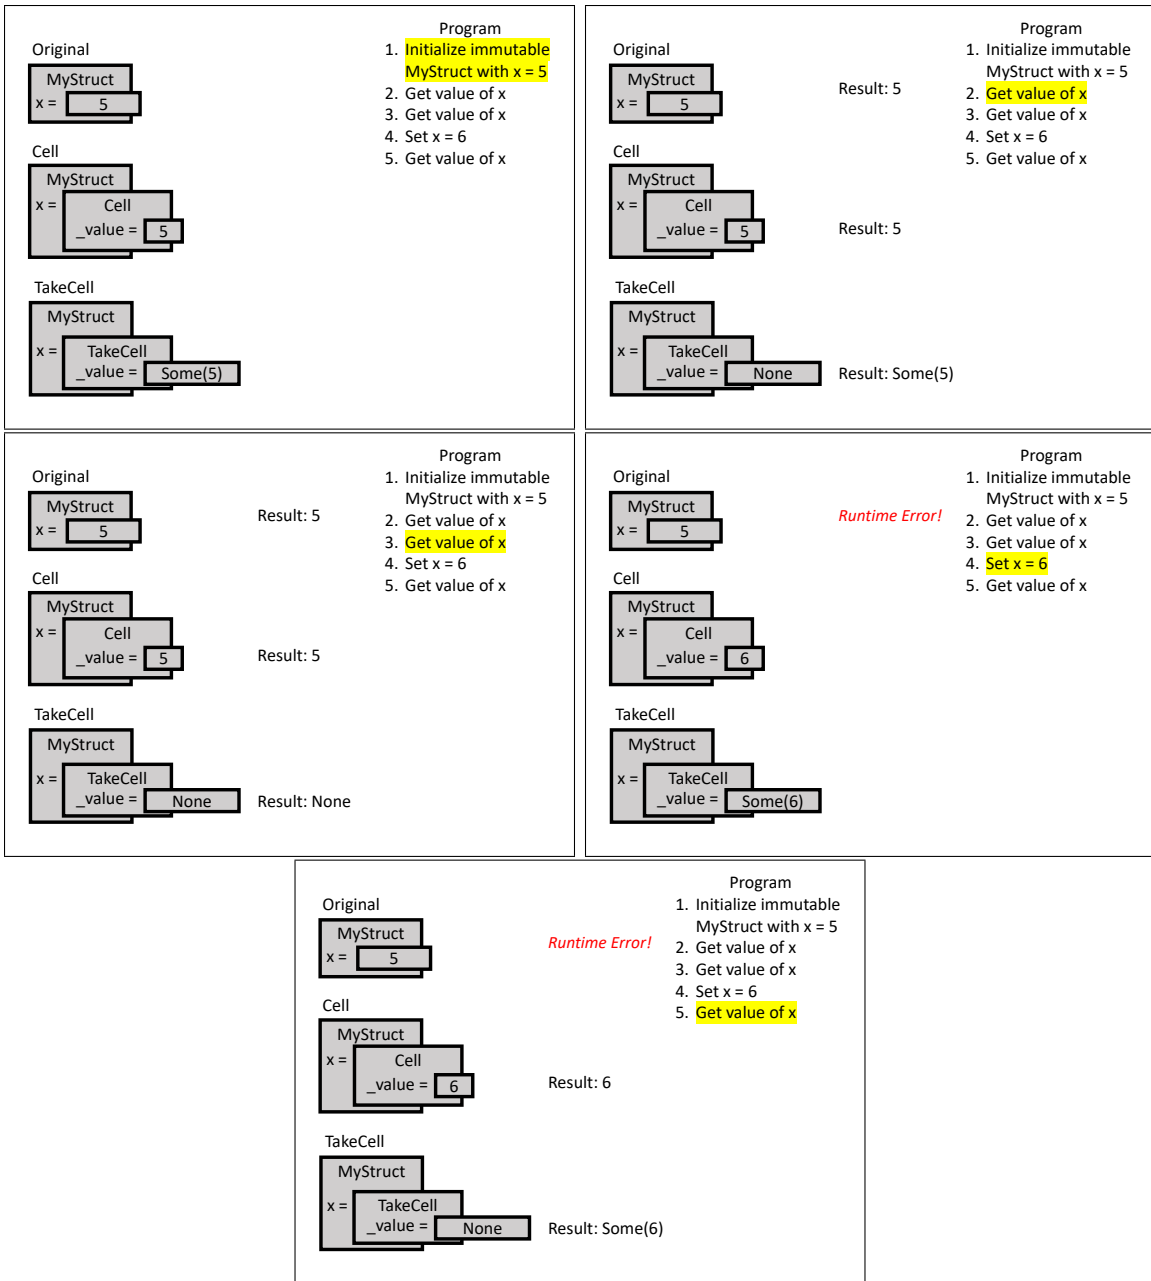 Program
Original
1. Initialize immutable
MyStruct with x = 5
MyStruct
x = 5
2. Get value of x
3. Get value of x
4. Set x = 6
5. Get value of x
Cell
MyStruct
x = Cell
_value = 5
TakeCell
MyStruct
x = TakeCell
_value = Some(5)
Program
Original
1. Initialize immutable
MyStruct with x = 5
MyStruct
x = 5
Result: 5
2. Get value of x
3. Get value of x
4. Set x = 6
5. Get value of x
Cell
MyStruct
x = Cell
_value = 5
Result: 5
TakeCell
MyStruct
x = TakeCell
_value = None
Result: Some(5)
Program
Original
1. Initialize immutable
MyStruct with x = 5
MyStruct
x = 5
Result: 5
2. Get value of x
3. Get value of x
4. Set x = 6
5. Get value of x
Cell
MyStruct
x = Cell
_value = 5
Result: 5
TakeCell
MyStruct
x = TakeCell
_value = None
Result: None
Program
Original
1. Initialize immutable
MyStruct with x = 5
MyStruct
x = 5
Runtime Error!
2. Get value of x
3. Get value of x
4. Set x = 6
5. Get value of x
Cell
MyStruct
x = Cell
_value = 6
TakeCell
MyStruct
x = TakeCell
_value = Some(6)
Program
Original
1. Initialize immutable
MyStruct with x = 5
MyStruct
x = 5
Runtime Error!
2. Get value of x
3. Get value of x
4. Set x = 6
5. Get value of x
Cell
MyStruct
x = Cell
_value = 6
Result: 6
TakeCell
MyStruct
x = TakeCell
_value = None
Result: Some(6)